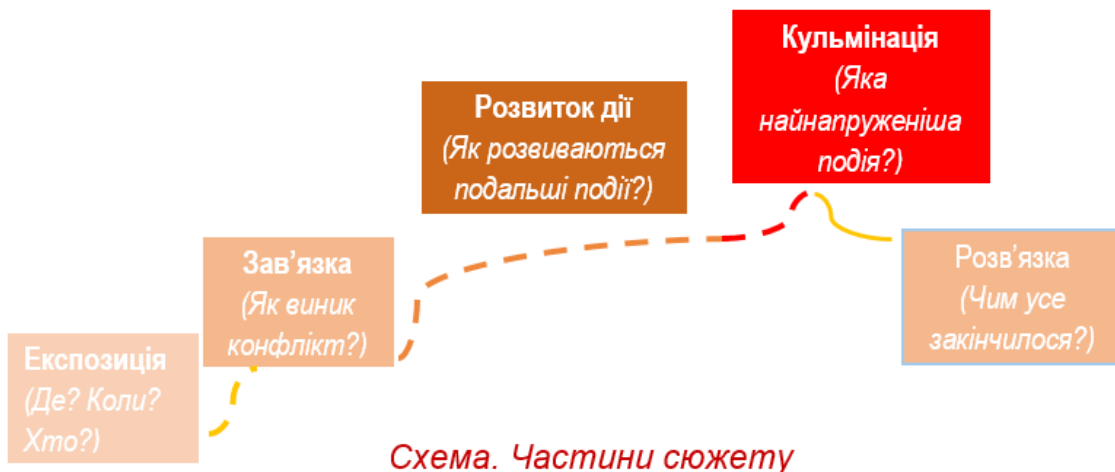 Експозиція
(Де? Коли?
Хто?)
Зав’язка
(Як виник
конфлікт?)
Розвиток дії
(Як розвиваються
подальші події?)
Кульмінація
(Яка
найнапруженіша
подія?)
Розв’язка
(Чим усе
закінчилося?)
Схема. Частини сюжету